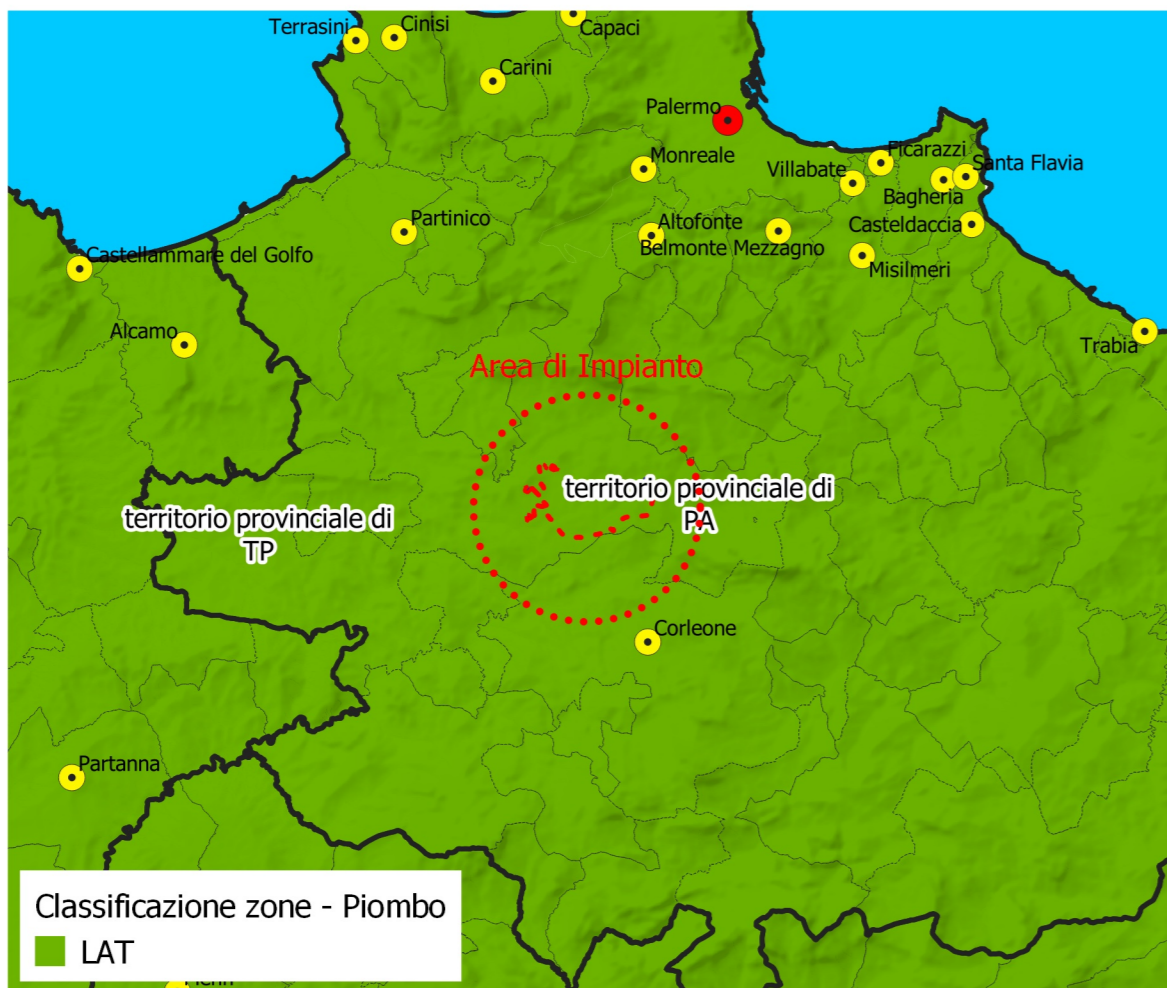 Capaci
Cinisi
Terrasini
Carini
Palermo
Monreale
Ficarazzi
Villabate
Santa Flavia
Bagheria
Partinico
Altofonte
Casteldaccia
Belmonte Mezzagno
Castellammare del Golfo
Misilmeri
Alcamo
Trabia
Area di Impianto
territorio provinciale di
PA
territorio provinciale di
TP
Corleone
Partanna
Classificazione zone - Piombo
LAT